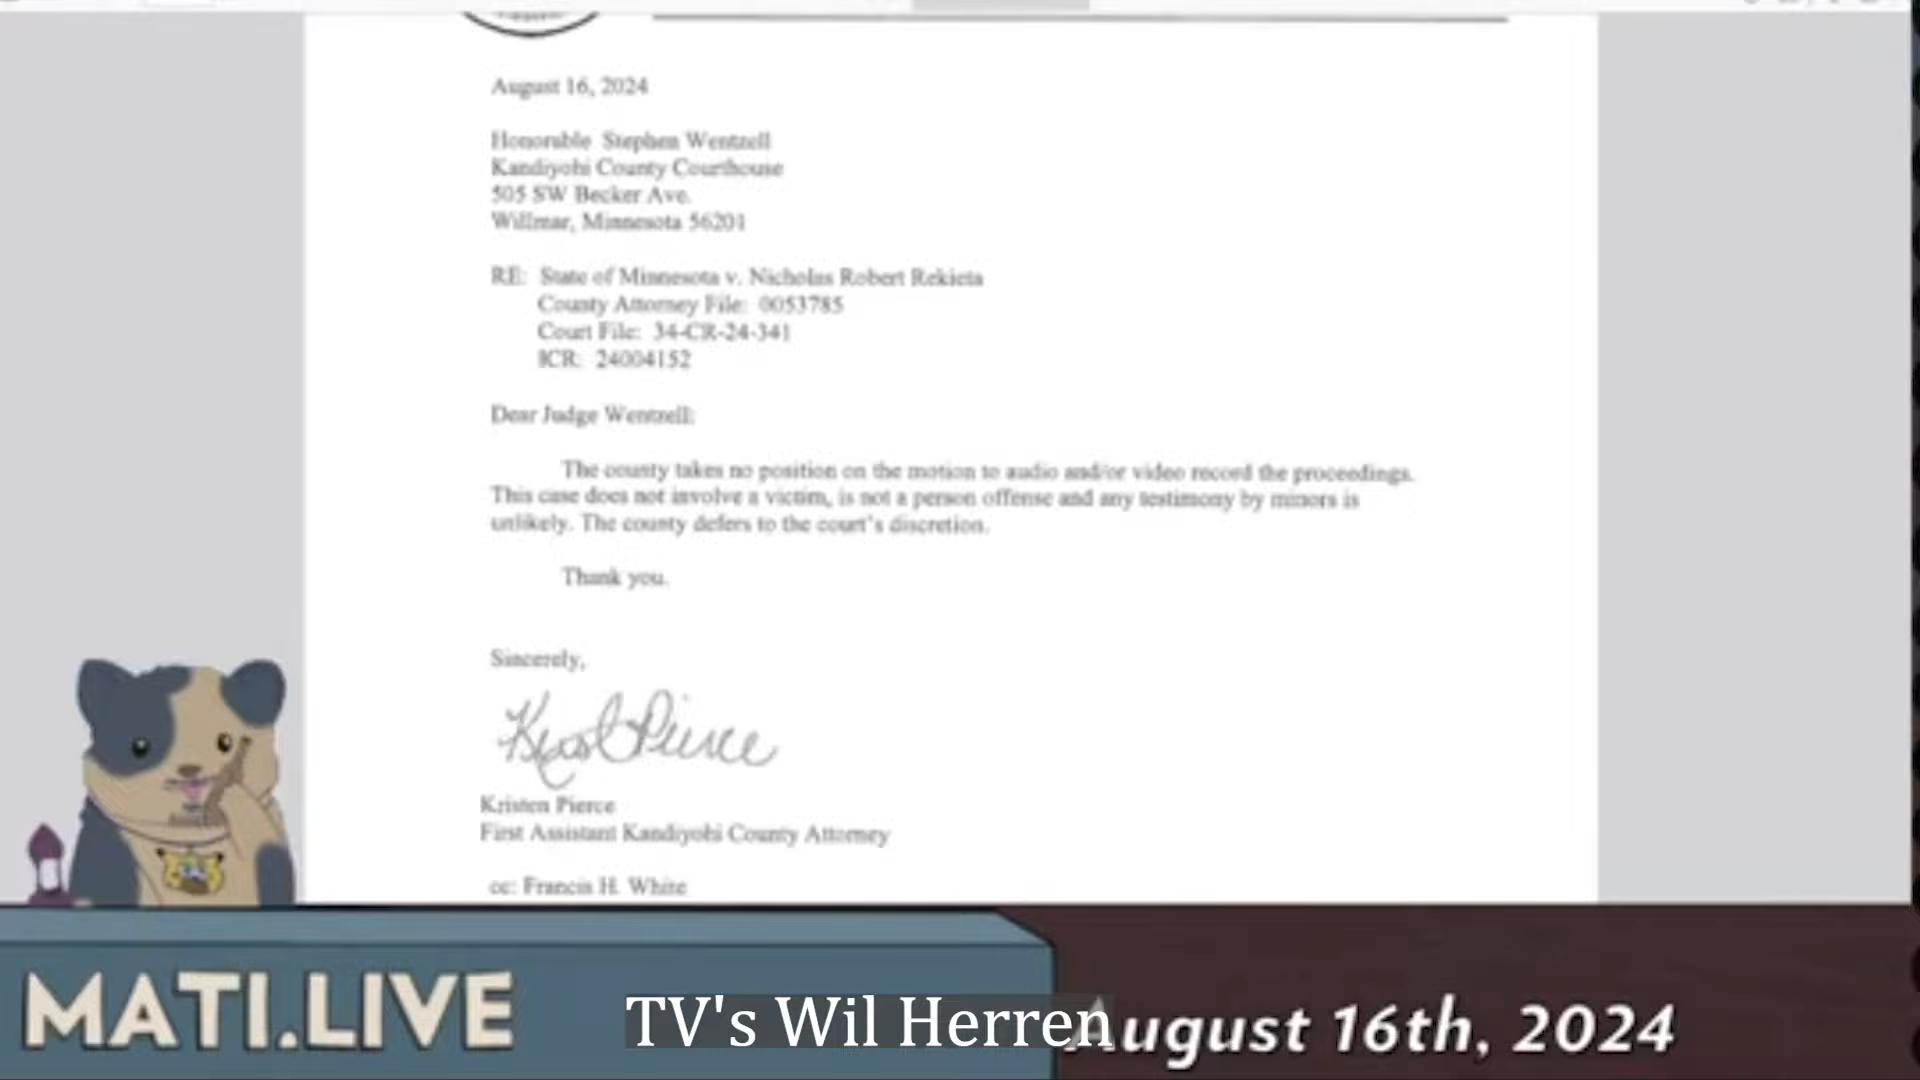 August 16, 2024
Honorable Stephen Wentzell
Kandiyohi County Courthouse
505 SW Becker Ave.
Willmar, Minnesota 56201
RE: State of Minnesota v. Nicholas Robert Rekieta
County Attorney File: 0053785
Court File: 34-CR-24-341
ICR: 24004152
Dear Judge Wentzell:
The county takes no position on the motion to audio and/or video record the proceedings.
This case does not involve a victim, is not a person offense and any testimony by minors is
unlikely. The county defers to the court's discretion.
Thank you.
Sincerely,
Kristen Pierce
First Assistant Kandiyohi County Attorney
cc: Francis H. White
MATI.LIVE
TV's Wil Herren
August 16th, 2024